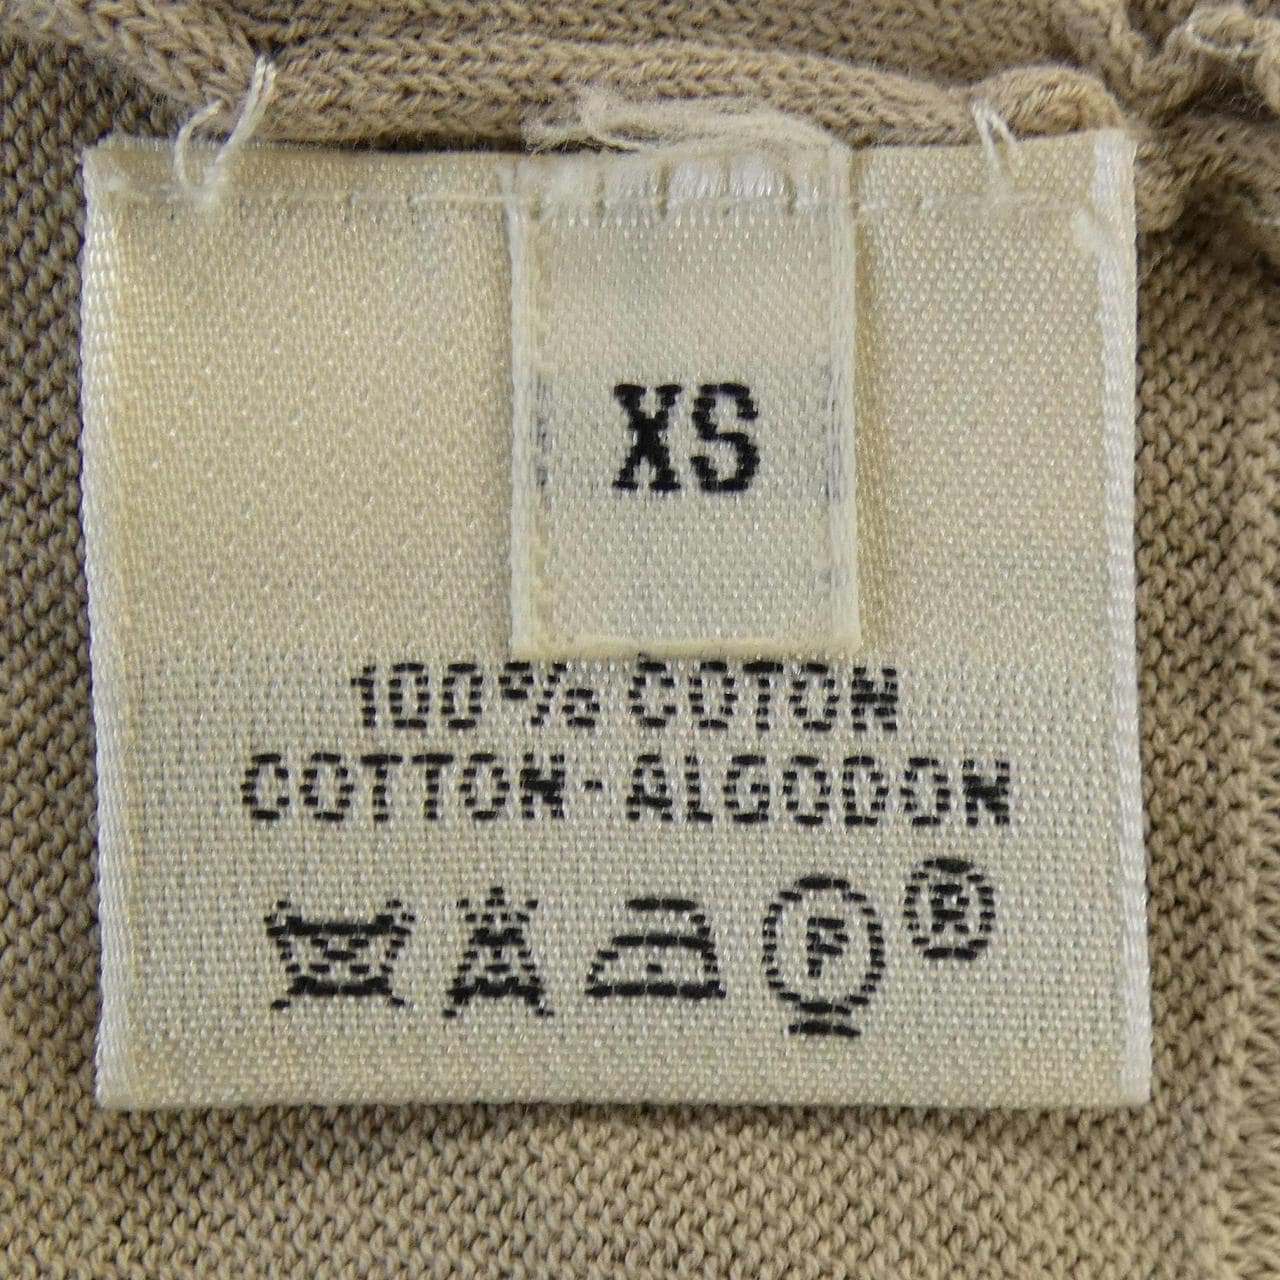 XS
100% COTON
COTTON-ALGODON
F ®